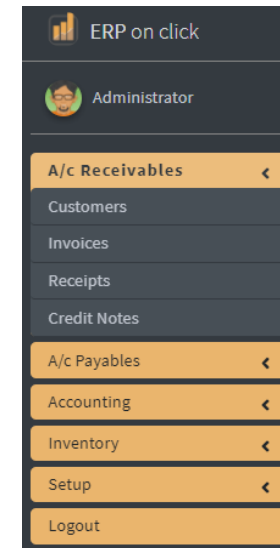 ERP on click
Administrator
A/c Receivables
Customers
Invoices
Receipts
Credit Notes
A/c Payables
Accounting
Inventory
Setup
Logout